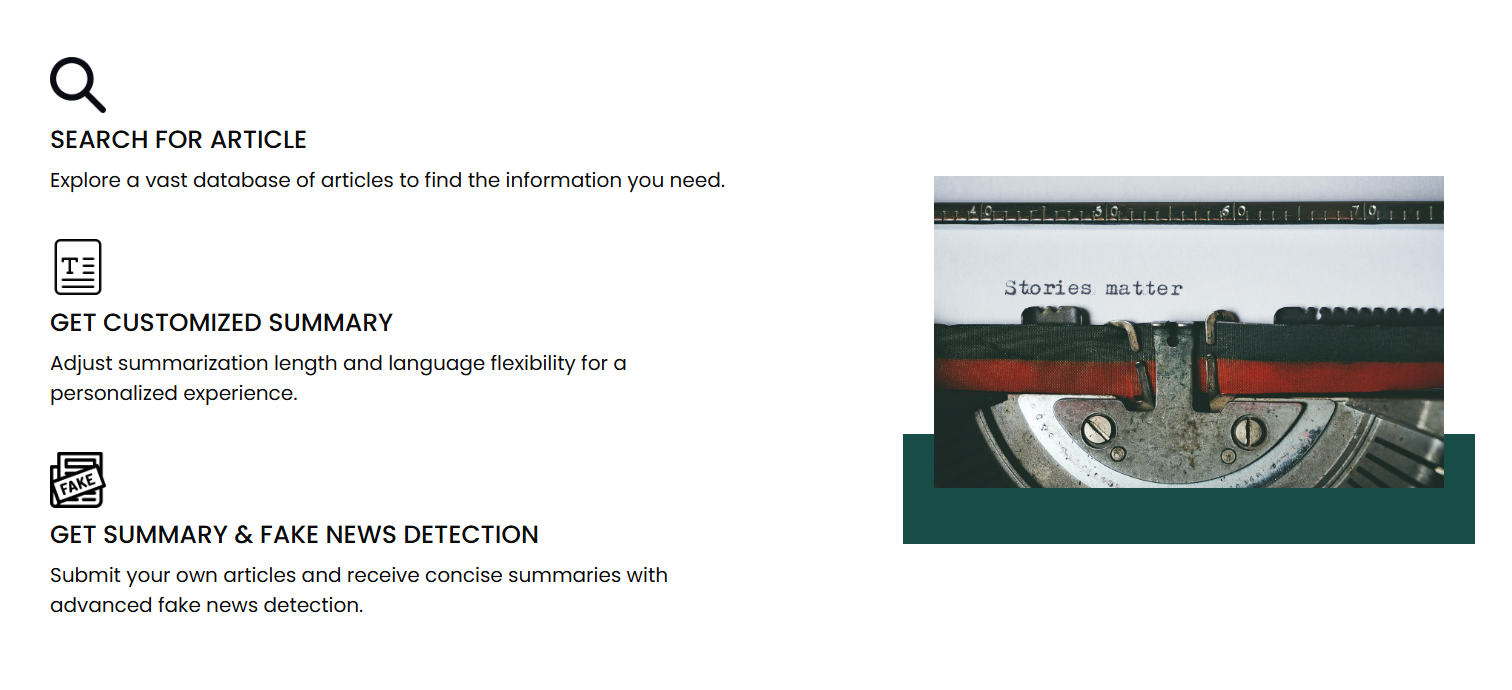 SEARCH FOR ARTICLE
Explore a vast database of articles to find the information you need.
T
GET CUSTOMIZED SUMMARY
Adjust summarization length and language flexibility for a
personalized experience.
FAKE
GET SUMMARY & FAKE NEWS DETECTION
Submit your own articles and receive concise summaries with
advanced fake news detection.
40 50 60 70
Stories matter